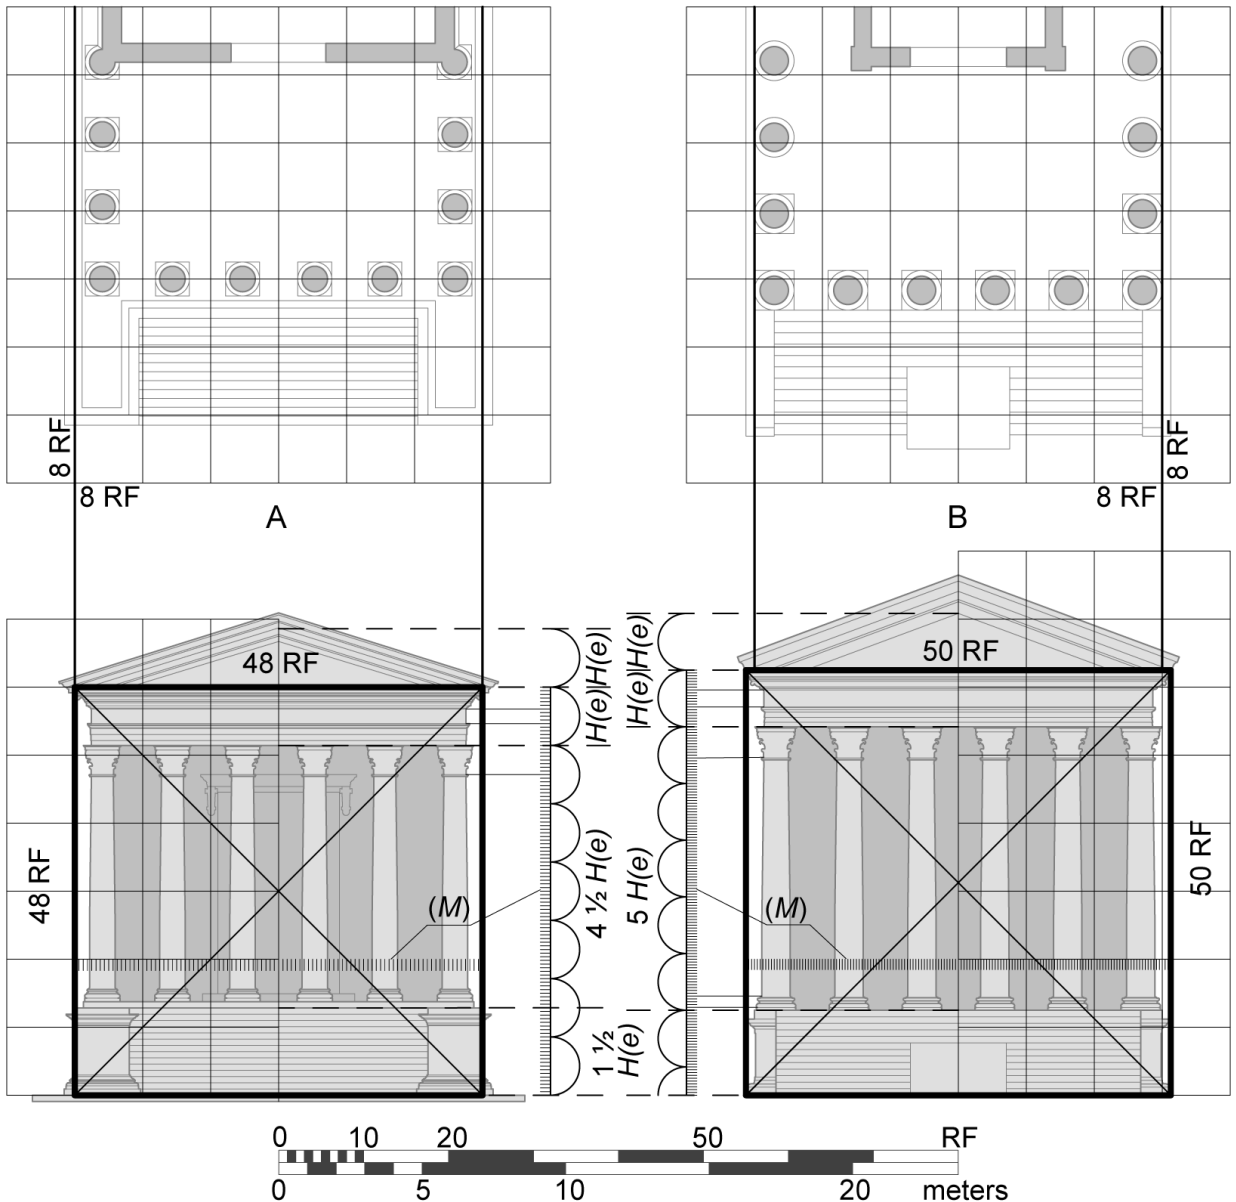 8 RF
8 RF
A
8 RF
8 RF
B
48 RF
50 RF
48 RF
50 RF
H(e)
H(e)
H(e)
H(e)
4 ½ H(e)
5 H(e)
1 ½
H(e)
(M)
(M)
0 10 20 50 RF
0 5 10 20 meters